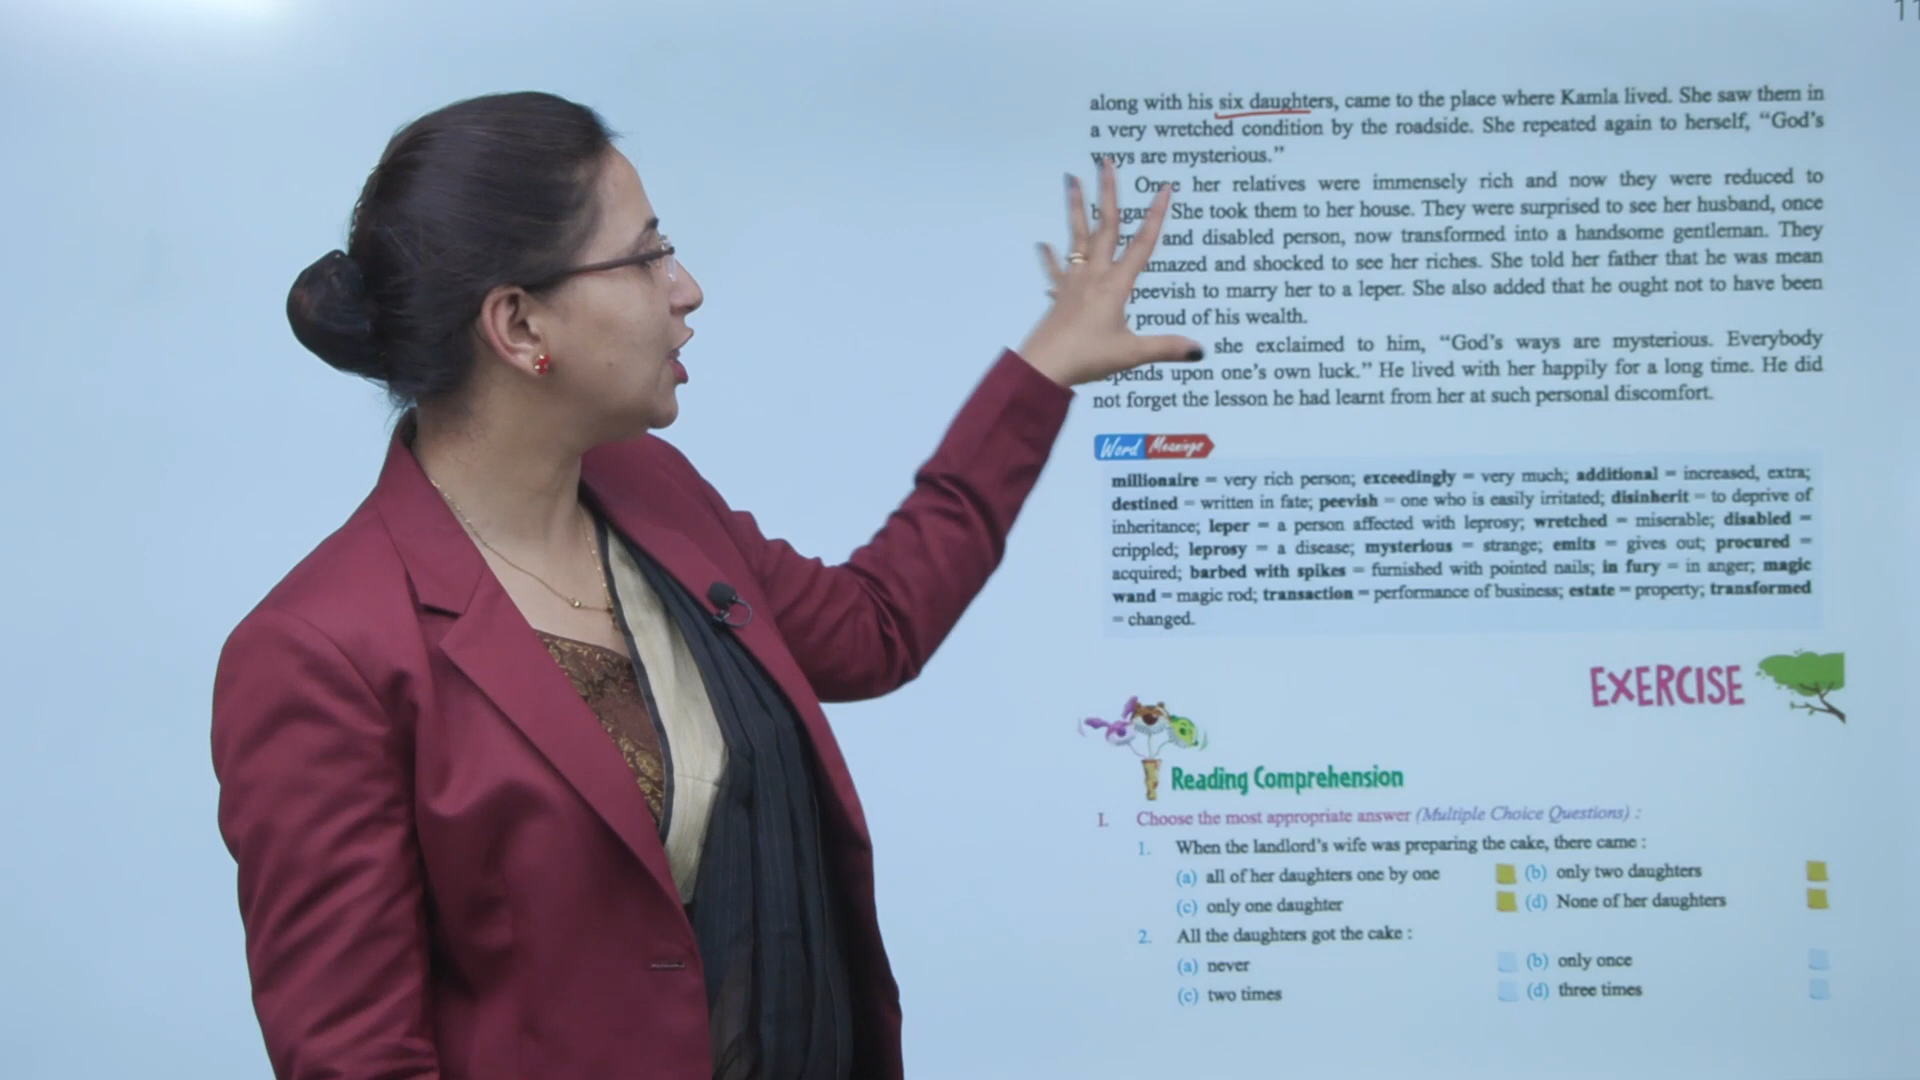 11
along with his six daughters, came to the place where Kamla lived. She saw them in
a very wretched condition by the roadside. She repeated again to herself, “God’s
ways are mysterious.”
Once her relatives were immensely rich and now they were reduced to
She took them to her house. They were surprised to see her husband, once
and disabled person, now transformed into a handsome gentleman. They
amazed and shocked to see her riches. She told her father that he was mean
peevish to marry her to a leper. She also added that he ought not to have been
proud of his wealth.
she exclaimed to him, “God’s ways are mysterious. Everybody
depends upon one’s own luck.” He lived with her happily for a long time. He did
not forget the lesson he had learnt from her at such personal discomfort.
Word Meanings
millionaire = very rich person; exceedingly = very much; additional = increased, extra;
destined = written in fate; peevish = one who is easily irritated; disinherit = to deprive of
inheritance; leper = a person affected with leprosy; wretched = miserable; disabled =
crippled; leprosy = a disease; mysterious = strange; emits = gives out; procured =
acquired; barbed with spikes = furnished with pointed nails; in fury = in anger; magic
wand = magic rod; transaction = performance of business; estate = property; transformed
= changed.
EXERCISE
Reading Comprehension
I. Choose the most appropriate answer (Multiple Choice Questions) :
1. When the landlord’s wife was preparing the cake, there came :
(a) all of her daughters one by one (b) only two daughters
(c) only one daughter (d) None of her daughters
2. All the daughters got the cake :
(a) never (b) only once
(c) two times (d) three times